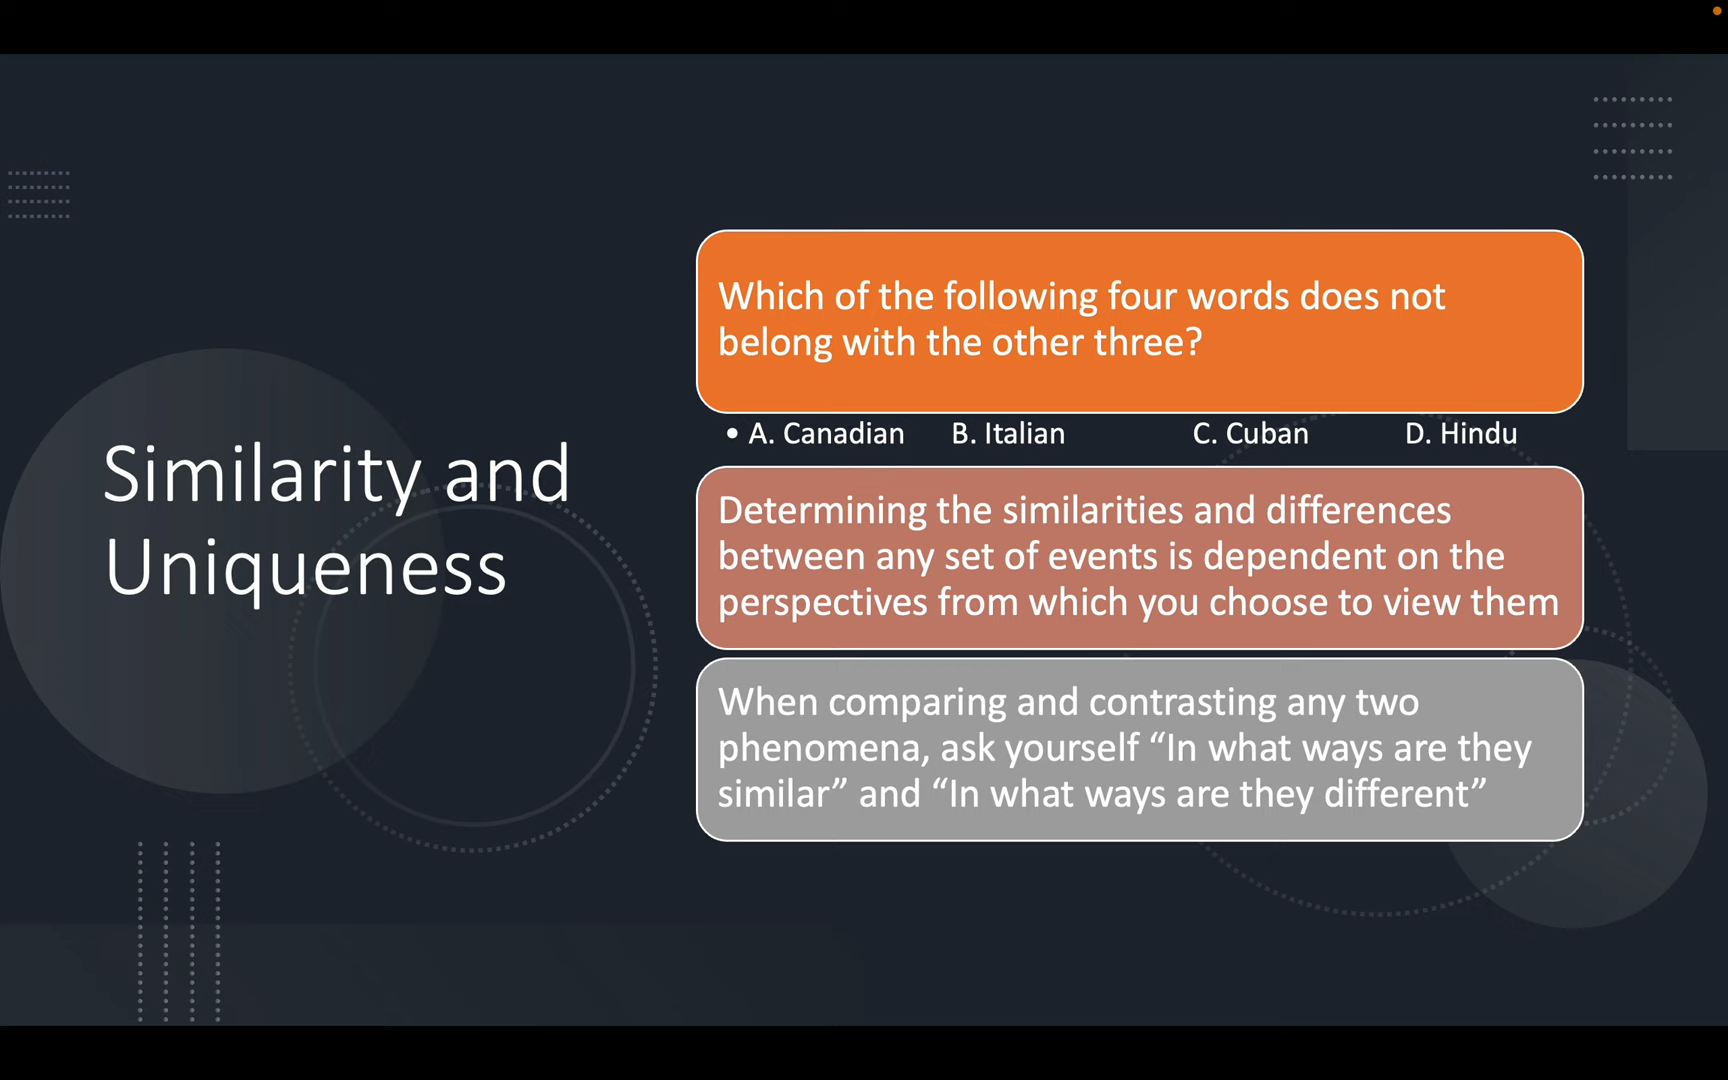 Similarity and
Uniqueness
Which of the following four words does not
belong with the other three?
• A. Canadian B. Italian C. Cuban D. Hindu
Determining the similarities and differences
between any set of events is dependent on the
perspectives from which you choose to view them
When comparing and contrasting any two
phenomena, ask yourself “In what ways are they
similar” and “In what ways are they different”